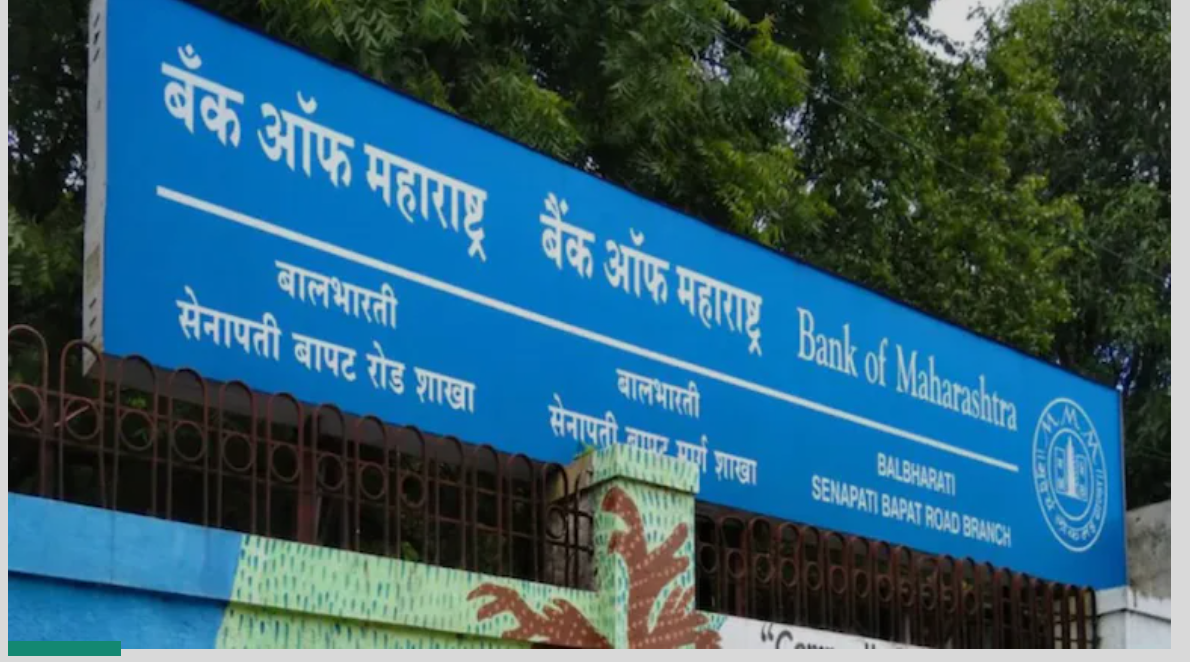 बँक ऑफ महाराष्ट्र
बालभारती
सेनापती बापट रोड शाखा
बैंक ऑफ महाराष्ट्र
बालभारती
सेनापती बापट मार्ग शाखा
Bank of Maharashtra
BALBHARATI
SENAPATI BAPAT ROAD BRANCH
M M M